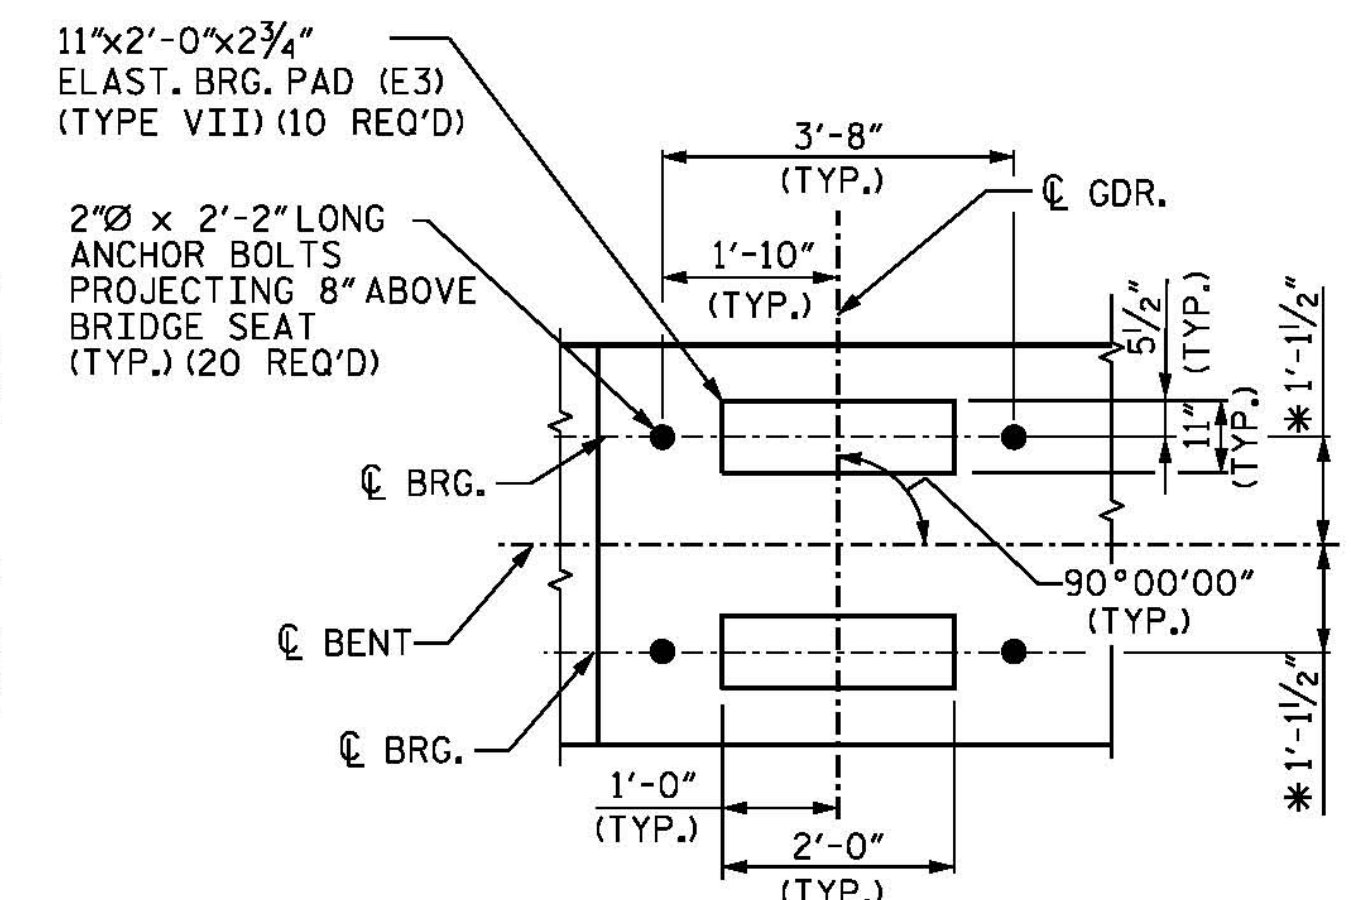 11"x2'-0"x2¾"
ELAST. BRG. PAD (E3)
(TYPE VII) (10 REQ'D)
2"Ø x 2'-2" LONG
ANCHOR BOLTS
PROJECTING 8" ABOVE
BRIDGE SEAT
(TYP.) (20 REQ'D)
3'-8"
(TYP.)
℄ GDR.
1'-10"
(TYP.)
5½"
(TYP.)
11"
(TYP.)
* 1'-1½"
℄ BRG.
90°00'00"
(TYP.)
℄ BENT
℄ BRG.
* 1'-1½"
1'-0"
(TYP.)
2'-0"
(TYP.)